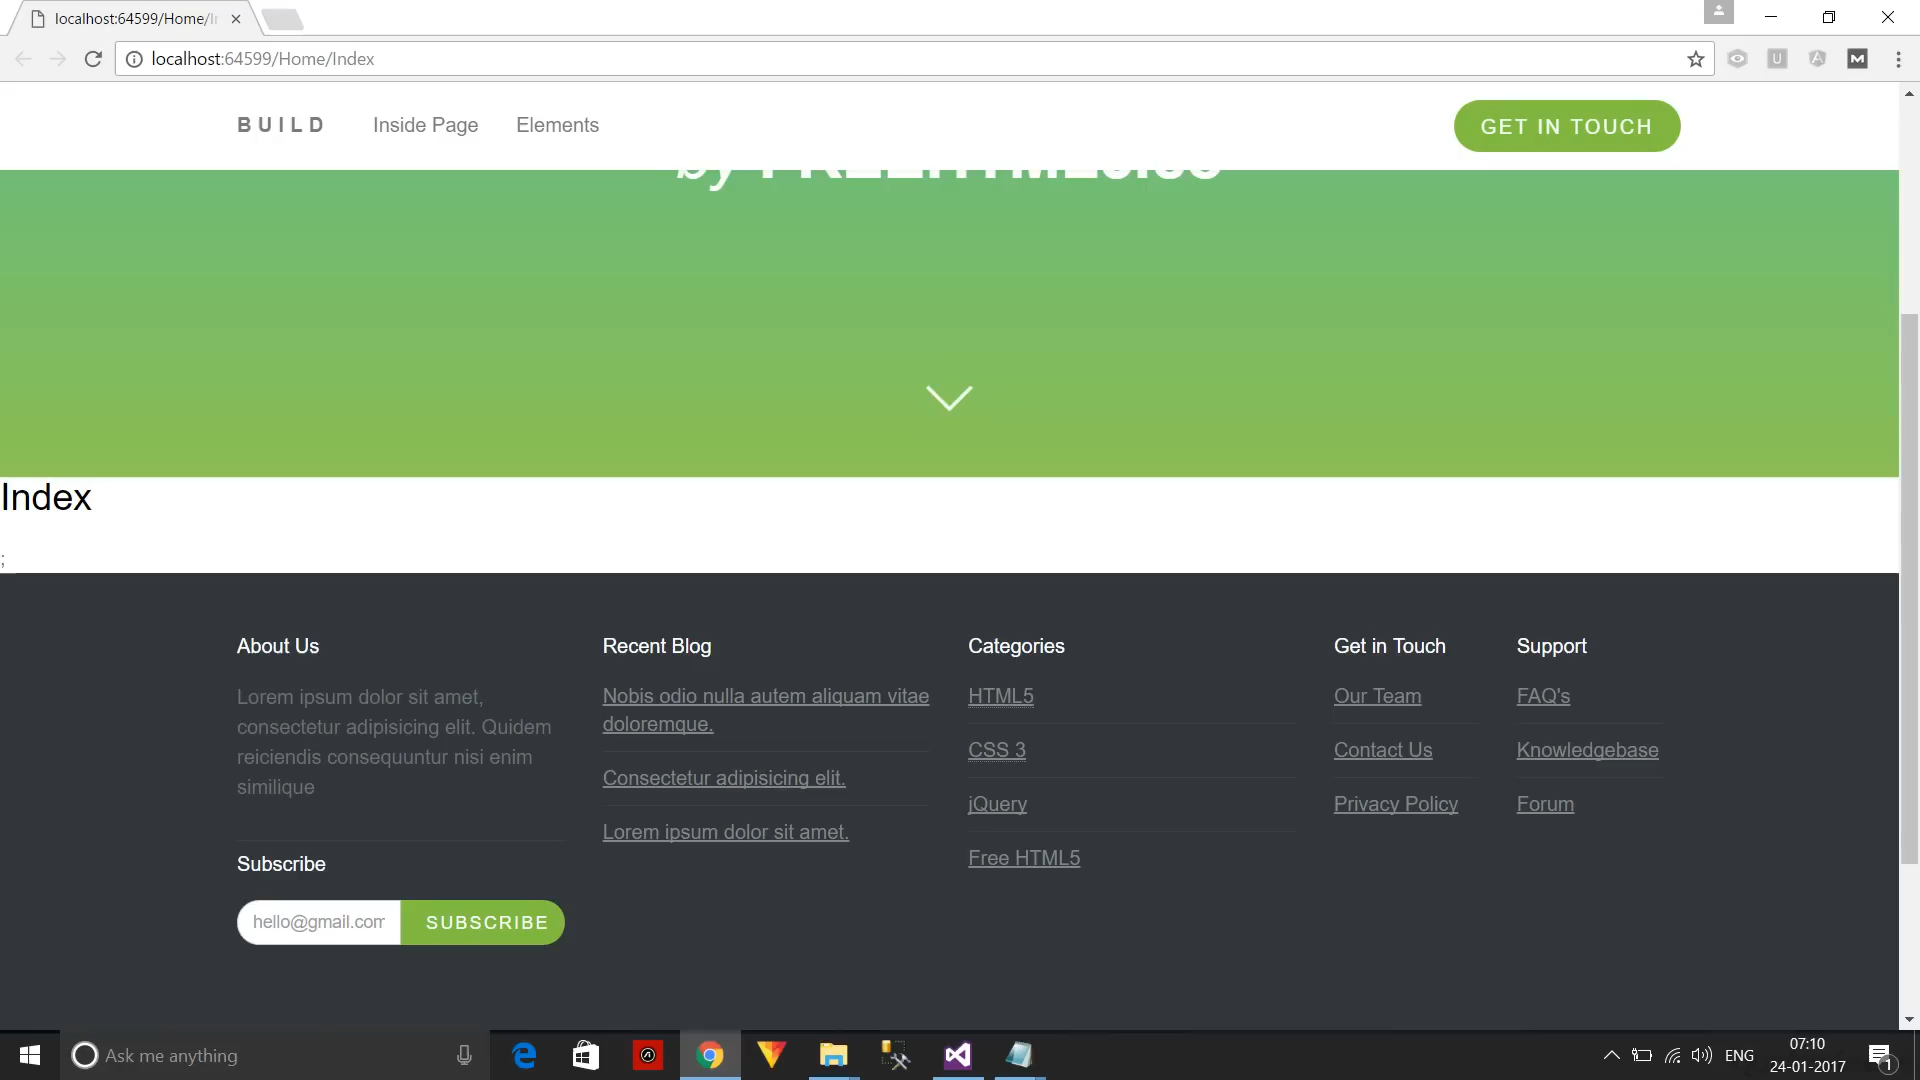 localhost:64599/Home/I
localhost:64599/Home/Index
BUILD
Inside Page
Elements
GET IN TOUCH
by
Index
;
About Us
Lorem ipsum dolor sit amet,
consectetur adipisicing elit. Quidem
reiciendis consequuntur nisi enim
similique
Subscribe
hello@gmail.com
SUBSCRIBE
Recent Blog
Nobis odio nulla autem aliquam vitae
doloremque.
Consectetur adipisicing elit.
Lorem ipsum dolor sit amet.
Categories
HTML5
CSS 3
jQuery
Free HTML5
Get in Touch
Our Team
Contact Us
Privacy Policy
Support
FAQ's
Knowledgebase
Forum
Ask me anything
ENG
07:10
24-01-2017
1